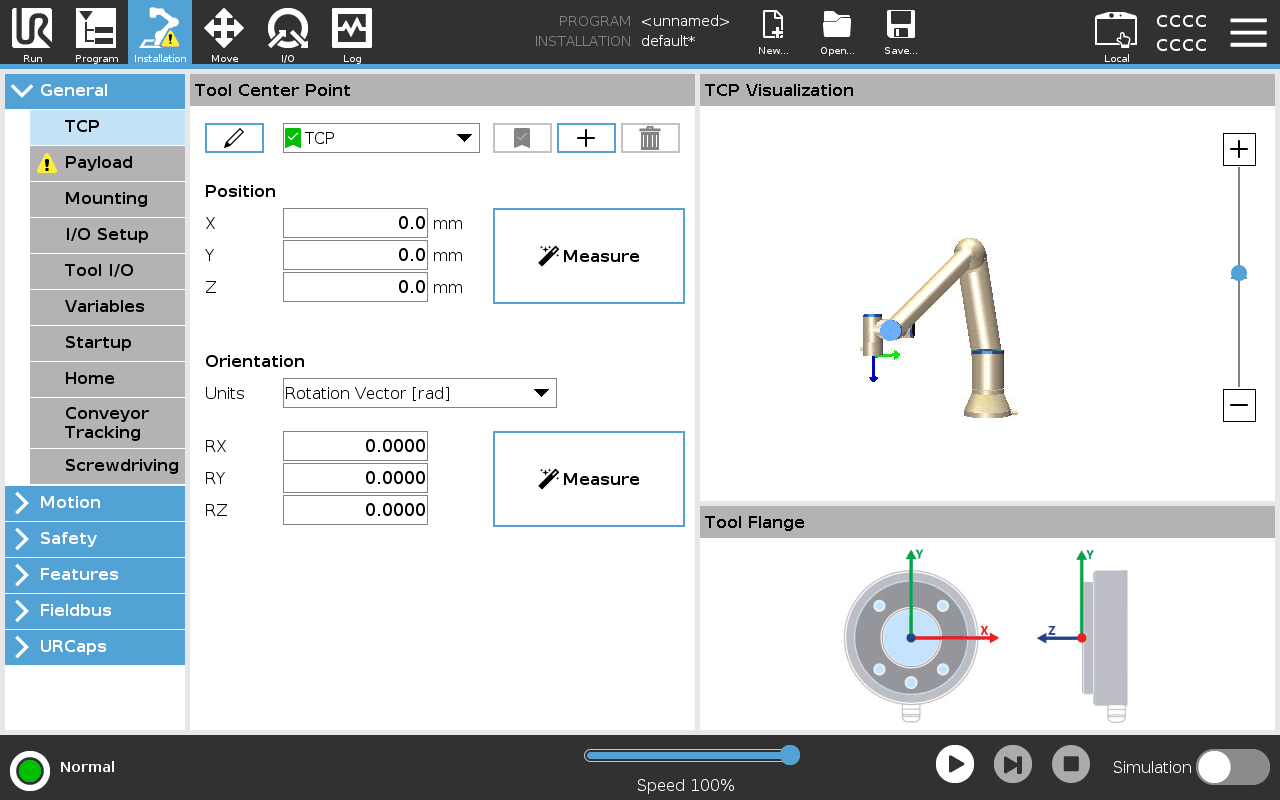 PROGRAM <unnamed>
INSTALLATION default*
CCCC
CCCC
UR
Run
Program
Installation
Move
I/O
Log
New...
Open...
Save...
Local
General
TCP
Payload
Mounting
I/O Setup
Tool I/O
Variables
Startup
Home
Conveyor
Tracking
Screwdriving
Motion
Safety
Features
Fieldbus
URCaps
Tool Center Point
TCP
Position
X 0.0 mm
Y 0.0 mm
Z 0.0 mm
Measure
Orientation
Units Rotation Vector [rad]
RX 0.0000
RY 0.0000
RZ 0.0000
Measure
TCP Visualization
Tool Flange
Y
X
Y
Z
Normal
Speed 100%
Simulation